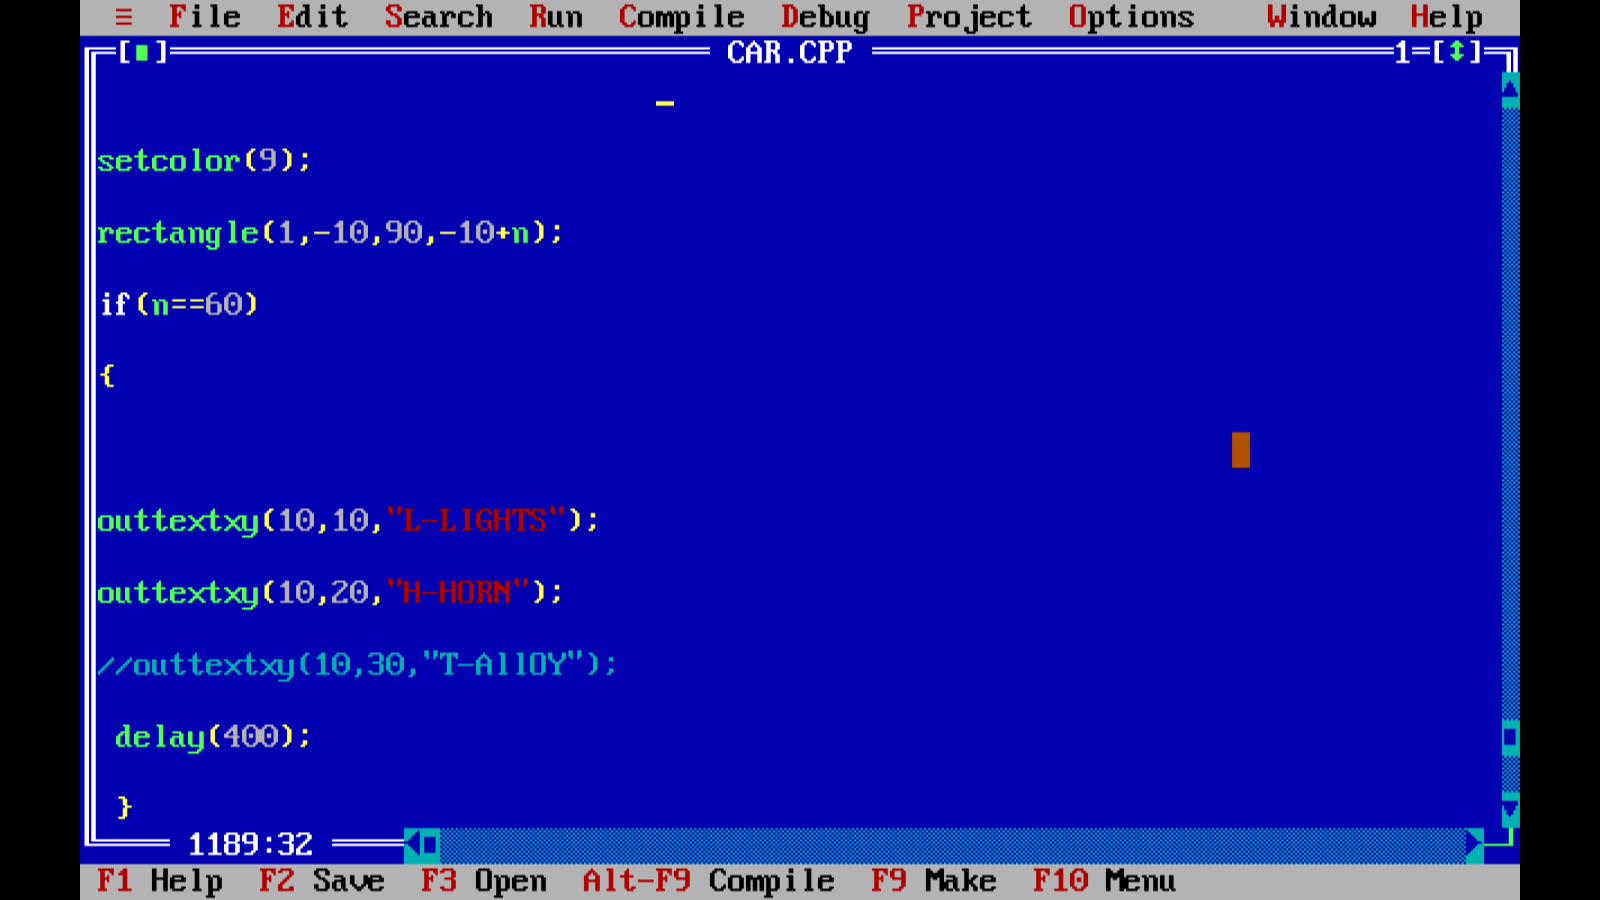 ≡ File Edit Search Run Compile Debug Project Options Window Help
[■] CAR.CPP 1=[↕]
setcolor(9);
rectangle(1,-10,90,-10+n);
if(n==60)
{
outtextxy(10,10,"L-LIGHTS");
outtextxy(10,20,"H-HORN");
//outtextxy(10,30,"T-AllOY");
delay(400);
}
1189:32
F1 Help F2 Save F3 Open Alt-F9 Compile F9 Make F10 Menu